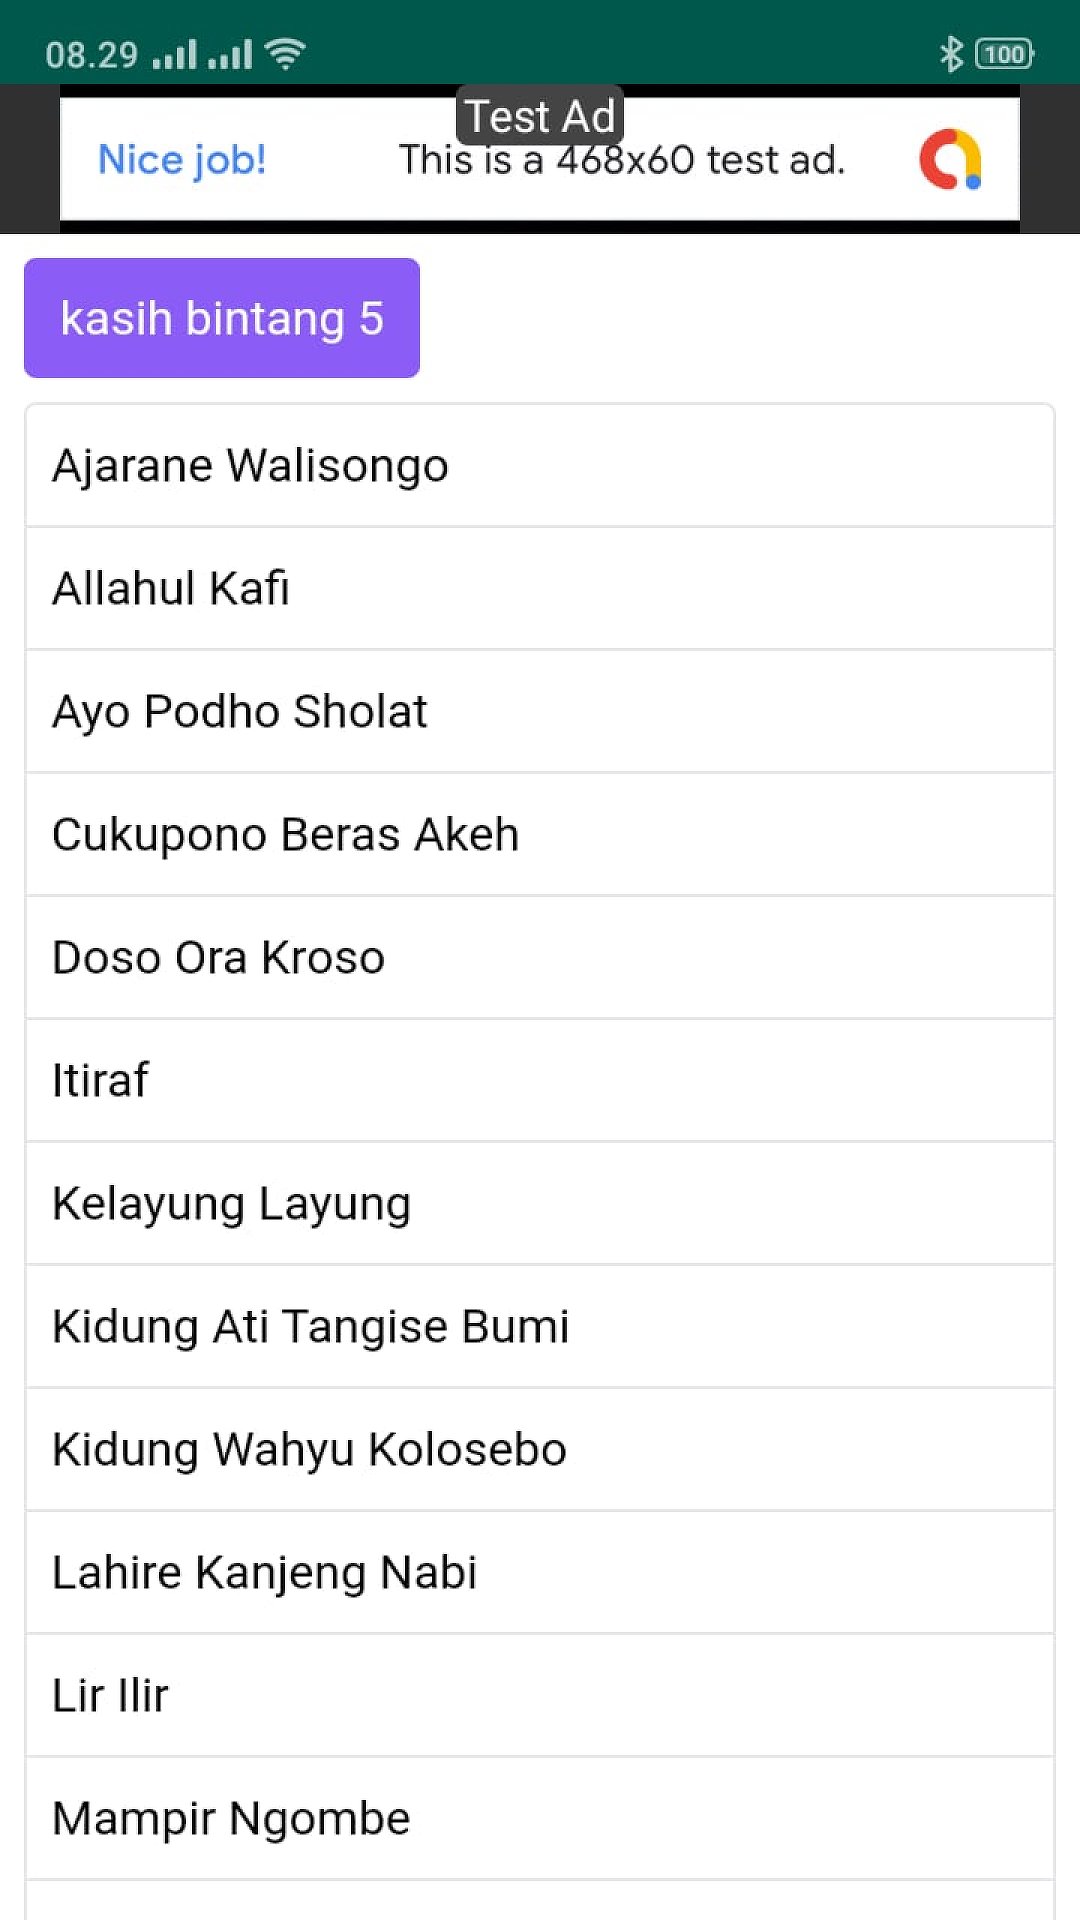 08.29
100
Test Ad
Nice job!
This is a 468x60 test ad.
kasih bintang 5
Ajarane Walisongo
Allahul Kafi
Ayo Podho Sholat
Cukupono Beras Akeh
Doso Ora Kroso
Itiraf
Kelayung Layung
Kidung Ati Tangise Bumi
Kidung Wahyu Kolosebo
Lahire Kanjeng Nabi
Lir Ilir
Mampir Ngombe